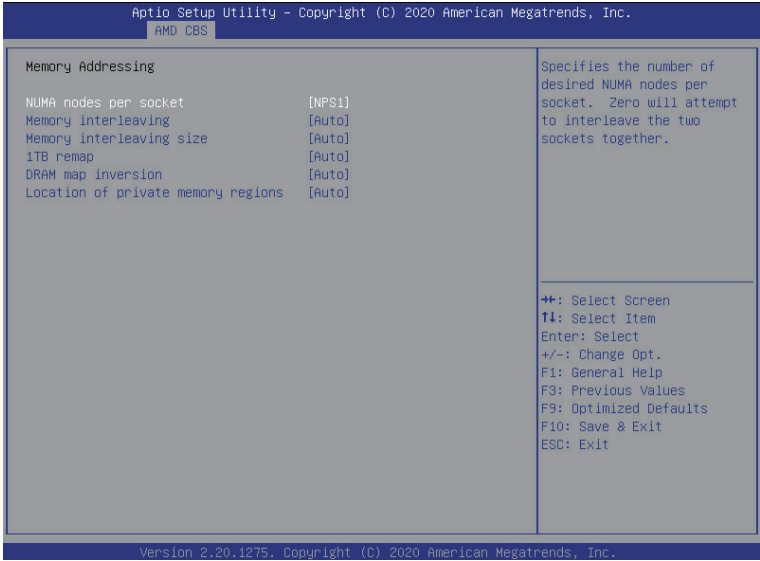 Aptio Setup Utility – Copyright (C) 2020 American Megatrends, Inc.
AMD CBS
Memory Addressing
NUMA nodes per socket [NPS1]
Memory interleaving [Auto]
Memory interleaving size [Auto]
1TB remap [Auto]
DRAM map inversion [Auto]
Location of private memory regions [Auto]
Specifies the number of
desired NUMA nodes per
socket. Zero will attempt
to interleave the two
sockets together.
→←: Select Screen
↑↓: Select Item
Enter: Select
+/-: Change Opt.
F1: General Help
F3: Previous Values
F9: Optimized Defaults
F10: Save & Exit
ESC: Exit
Version 2.20.1275. Copyright (C) 2020 American Megatrends, Inc.